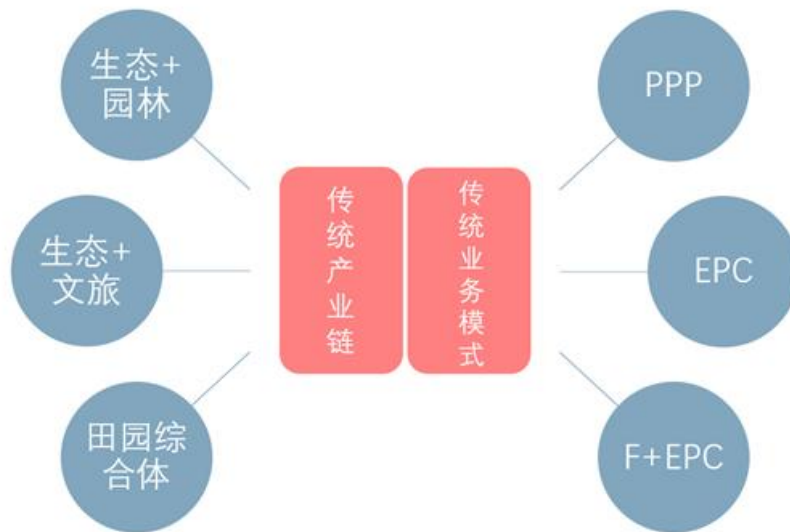 生态+
园林
生态+
文旅
田园综
合体
传统产业链
传统业务模式
PPP
EPC
F+EPC